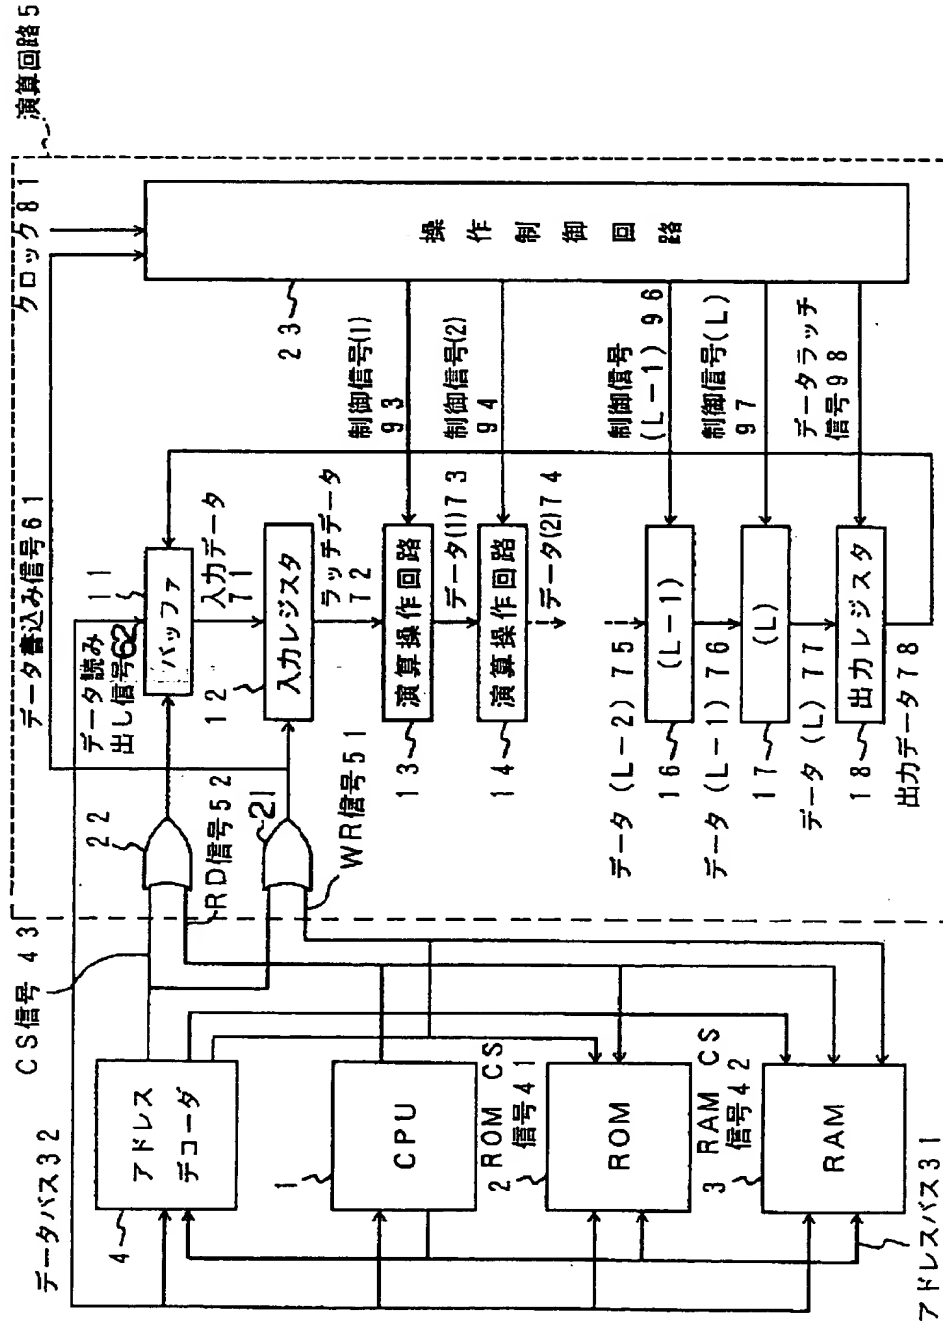 演算回路5
クロック81
データ書込み信号61
CS信号 43
データバス32
操作制御回路
23
制御信号(1)
93
制御信号(2)
94
制御信号
(L-1) 96
制御信号(L)
97
データラッチ
信号98
データ読み
出し信号62
11
バッファ
入力データ
71
12
入力レジスタ
ラッチデータ
72
演算操作回路
13
データ(1)73
演算操作回路
14
データ(2)74
データ(L-2)75
(L-1)
16
データ(L-1)76
(L)
17
データ(L)77
出力レジスタ
18
出力データ78
22
RD信号52
21
WR信号51
アドレス
デコーダ
4
CPU
1
ROM CS
信号41
2
ROM
RAM CS
信号42
3
RAM
アドレスバス31